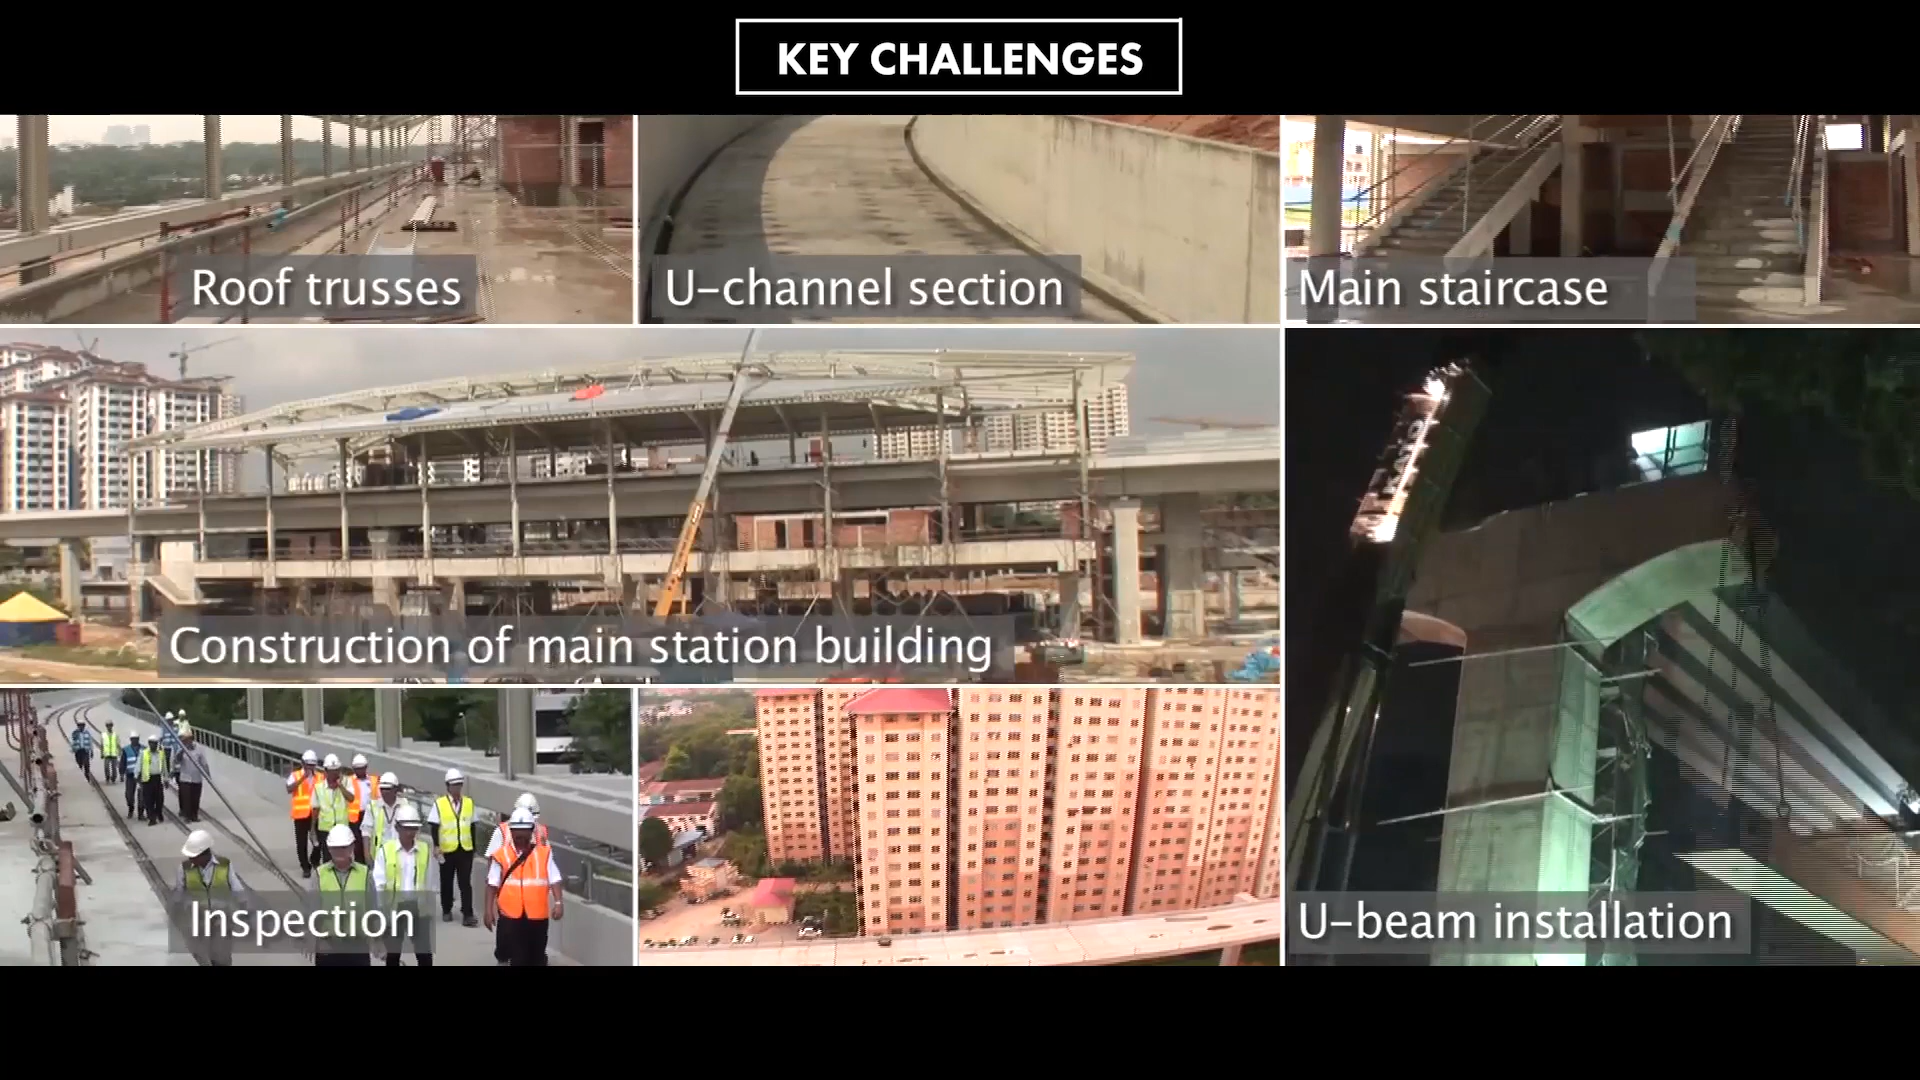 KEY CHALLENGES
Roof trusses
U-channel section
Main staircase
Construction of main station building
Inspection
U-beam installation